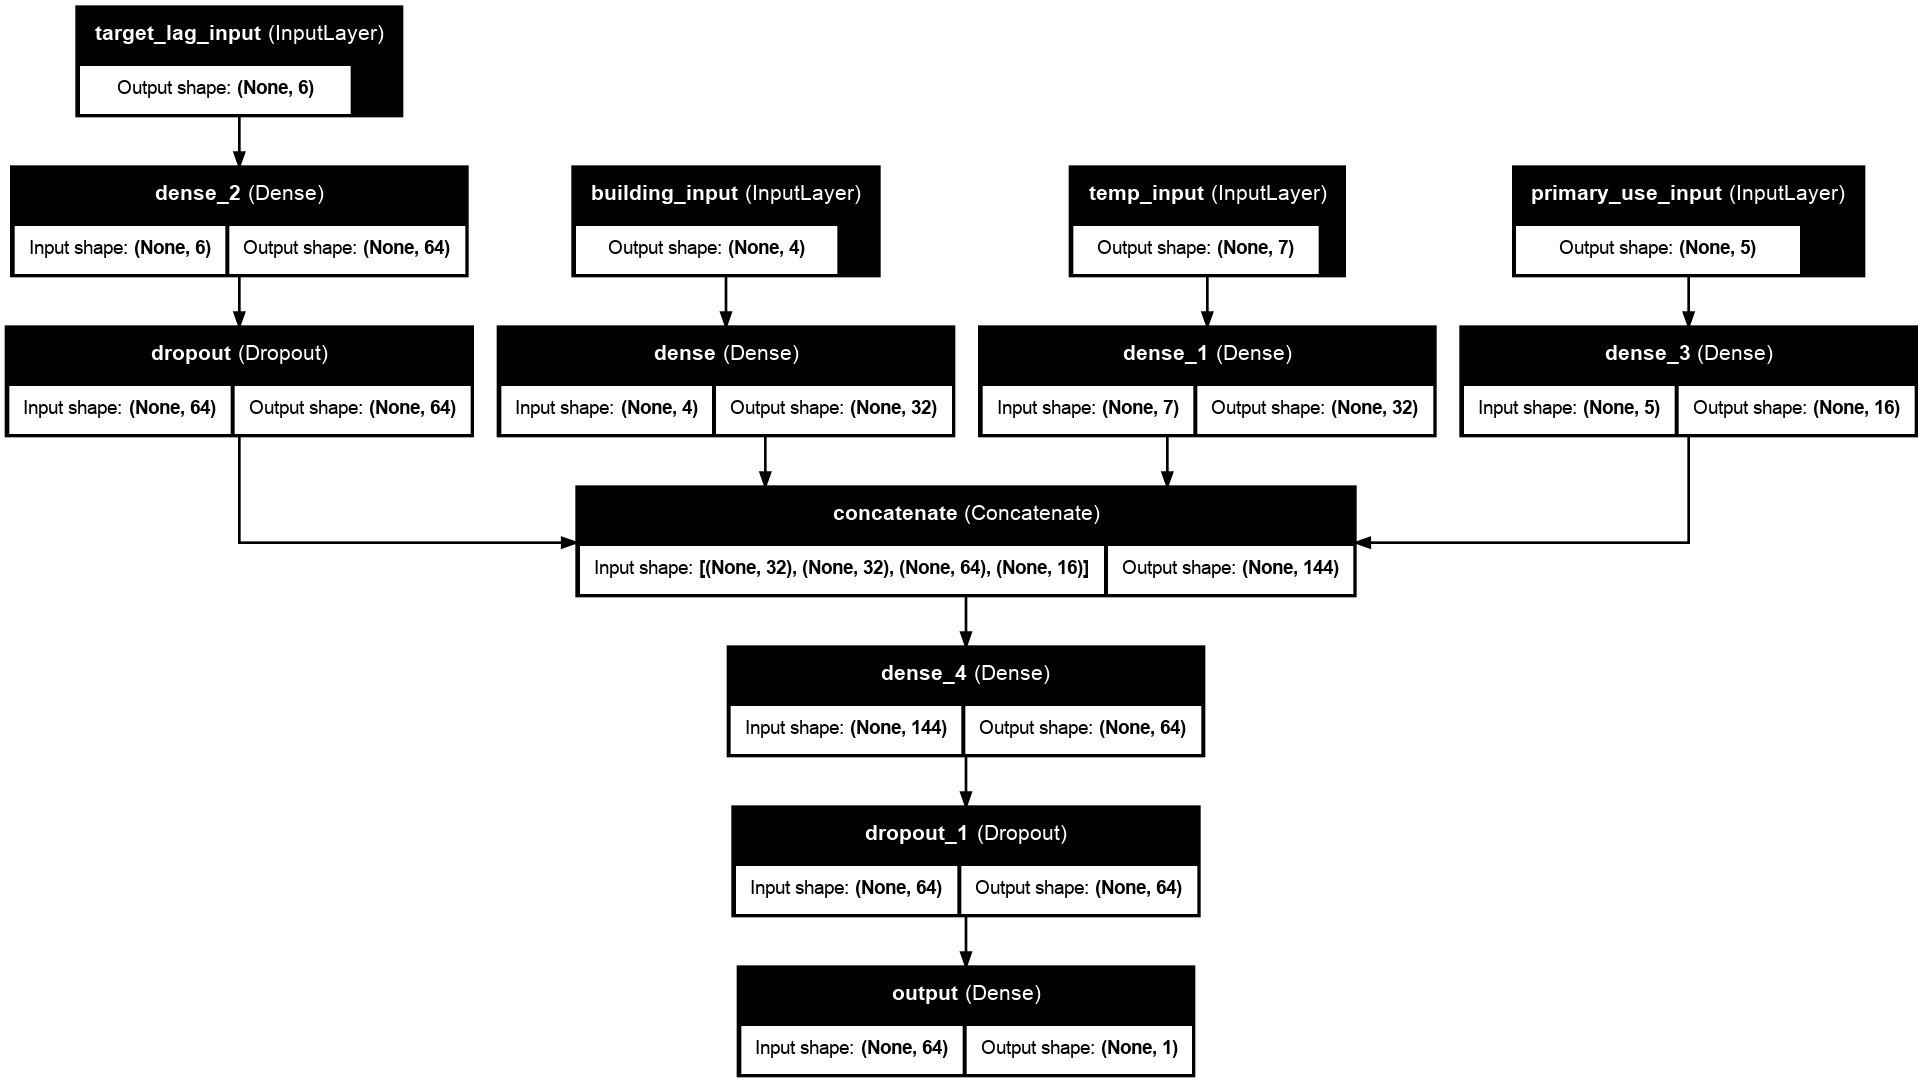 target_lag_input (InputLayer)
Output shape: (None, 6)
dense_2 (Dense)
Input shape: (None, 6) Output shape: (None, 64)
building_input (InputLayer)
Output shape: (None, 4)
temp_input (InputLayer)
Output shape: (None, 7)
primary_use_input (InputLayer)
Output shape: (None, 5)
dropout (Dropout)
Input shape: (None, 64) Output shape: (None, 64)
dense (Dense)
Input shape: (None, 4) Output shape: (None, 32)
dense_1 (Dense)
Input shape: (None, 7) Output shape: (None, 32)
dense_3 (Dense)
Input shape: (None, 5) Output shape: (None, 16)
concatenate (Concatenate)
Input shape: [(None, 32), (None, 32), (None, 64), (None, 16)] Output shape: (None, 144)
dense_4 (Dense)
Input shape: (None, 144) Output shape: (None, 64)
dropout_1 (Dropout)
Input shape: (None, 64) Output shape: (None, 64)
output (Dense)
Input shape: (None, 64) Output shape: (None, 1)